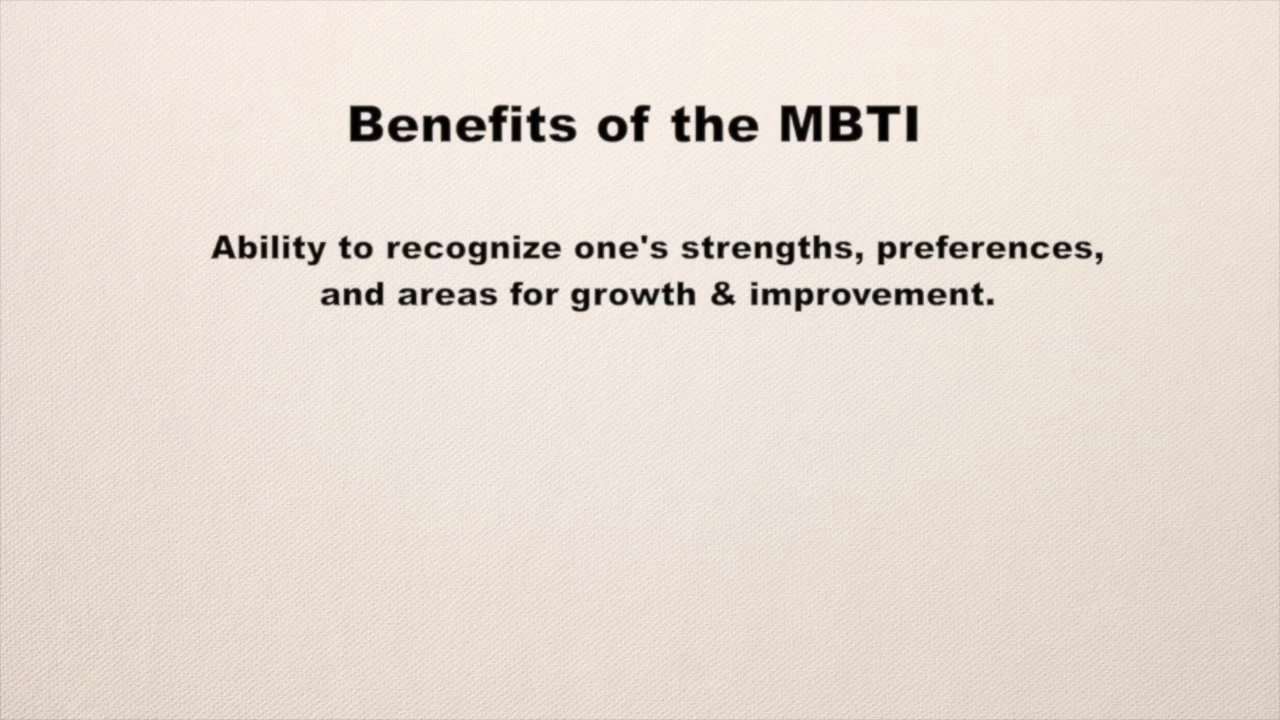 Benefits of the MBTI
Ability to recognize one's strengths, preferences,
and areas for growth & improvement.